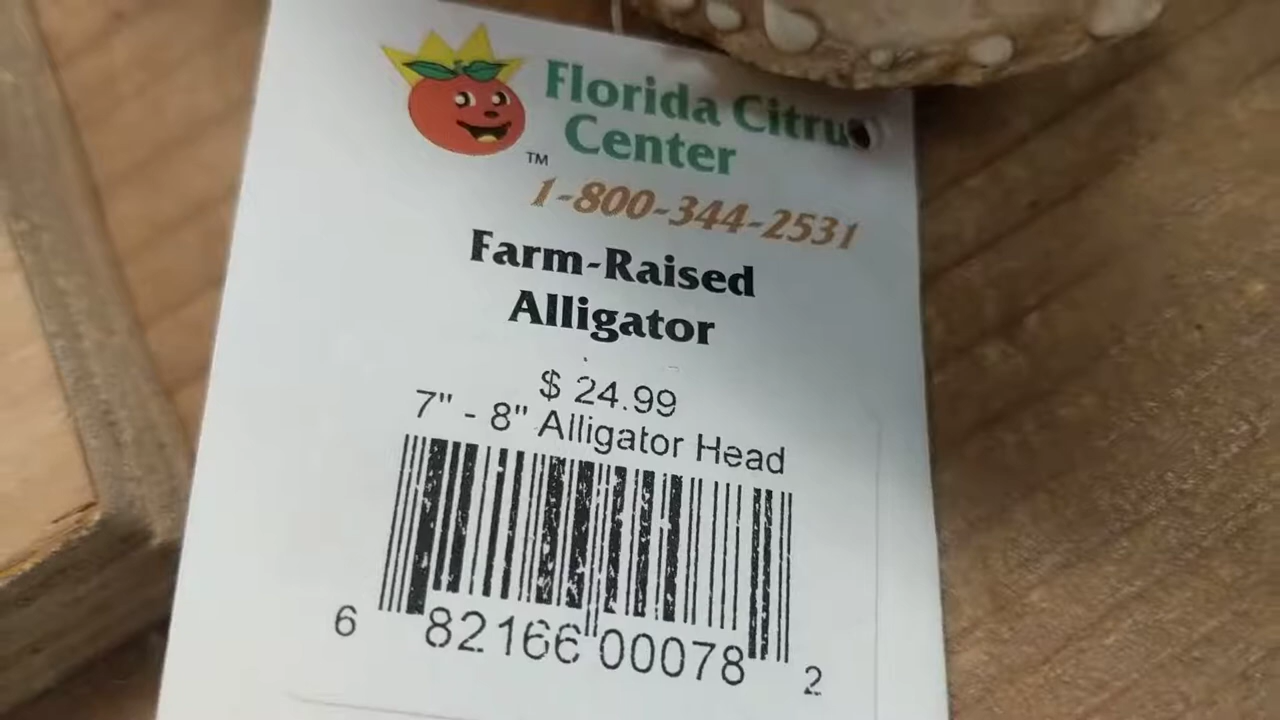 Florida Citrus
Center
TM
1-800-344-2531
Farm-Raised
Alligator
$ 24.99
7" - 8" Alligator Head
6 82166 00078 2